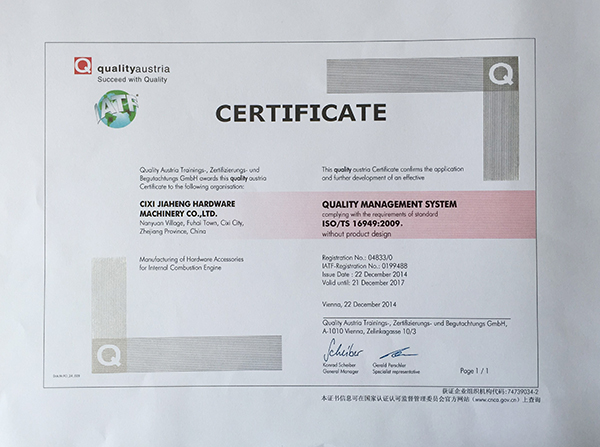 Q qualityaustria
Succeed with Quality
IATF
Q
CERTIFICATE
Quality Austria Trainings-, Zertifizierungs- und
Begutachtungs GmbH awards this quality austria
Certificate to the following organisation:
CIXI JIAHENG HARDWARE
MACHINERY CO.,LTD.
Nanyuan Village, Fuhai Town, Cixi City,
Zhejiang Province, China
Manufacturing of Hardware Accessories
for Internal Combustion Engine
This quality austria Certificate confirms the application
and further development of an effective
QUALITY MANAGEMENT SYSTEM
complying with the requirements of standard
ISO/TS 16949:2009.
without product design
Registration No.: 04833/0
IATF-Registration No.: 0199488
Issue Date : 22 December 2014
Valid until: 21 December 2017
Vienna, 22 December 2014
Quality Austria Trainings-, Zertifizierungs- und Begutachtungs GmbH,
A-1010 Vienna, Zelinkagasse 10/3
Scheiber
Konrad Scheiber
General Manager
Gerald Perschler
Specialist representative
Page 1 / 1
Q
获证企业组织机构代码: 74739034-2
本证书信息可在国家认证认可监督管理委员会官方网站 (www.cnca.gov.cn) 上查询